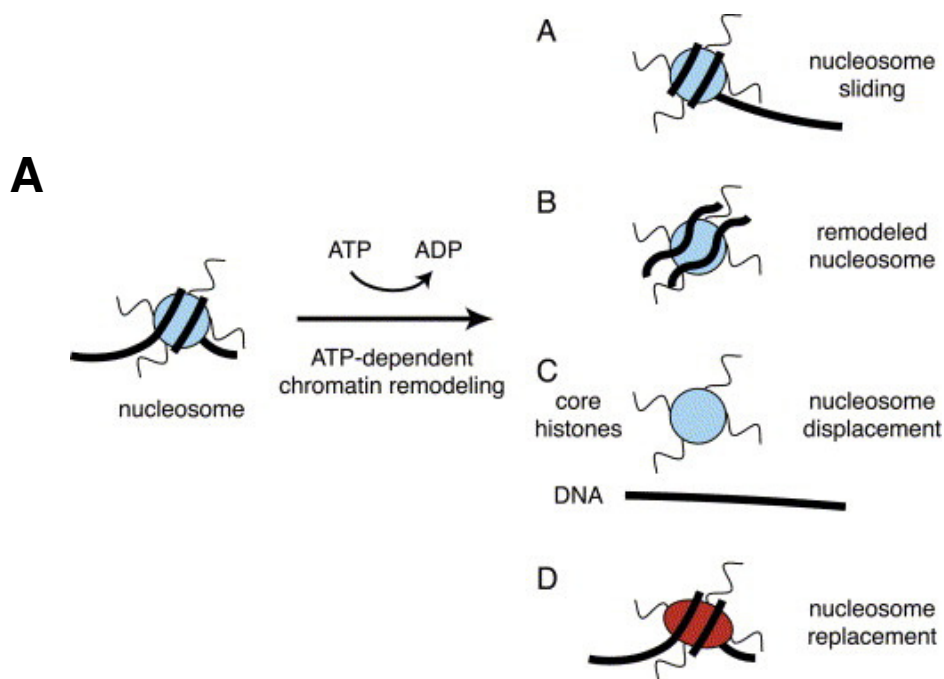 A
A
nucleosome
sliding
B
remodeled
nucleosome
ATP ADP
ATP-dependent
chromatin remodeling
nucleosome
C
core
histones
nucleosome
displacement
DNA
D
nucleosome
replacement